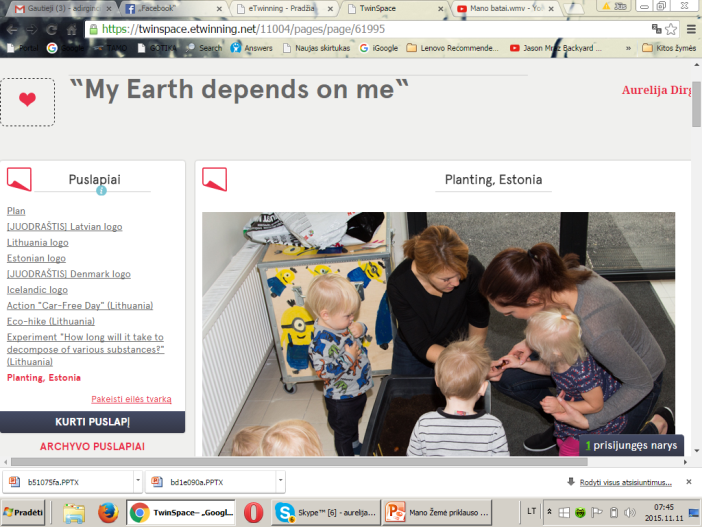 Gautieji
„Facebook“
eTwinning - Pradžia
TwinSpace
Mano batai.wmv - Yo
https://twinspace.etwinning.net/11004/pages/page/61995
Portal
TAMO
GOTIKA
Search
Answers
Naujas skirtukas
iGoogle
Lenovo Recommende...
Jason Mraz Backyard ...
»
Kitos žymės
“My Earth depends on me“
Aurelija Dirg
Puslapiai
Plan
[JUODRAŠTIS] Latvian logo
Lithuania logo
Estonian logo
[JUODRAŠTIS] Denmark logo
Icelandic logo
Action "Car-Free Day" (Lithuania)
Eco-hike (Lithuania)
Experiment "How long will it take to
decompose of various substances?"
(Lithuania)
Planting, Estonia
Pakeisti eilės tvarką
KURTI PUSLAPĮ
ARCHYVO PUSLAPIAI
Planting, Estonia
1 prisijungęs narys
b51075fa.PPTX
bd1e090a.PPTX
Rodyti visus atsisiuntimus...
Pradėti
TwinSpace– „Googl...
Skype™ [6] - aurelija...
Mano Žemė priklauso ...
LT
07:45
2015.11.11